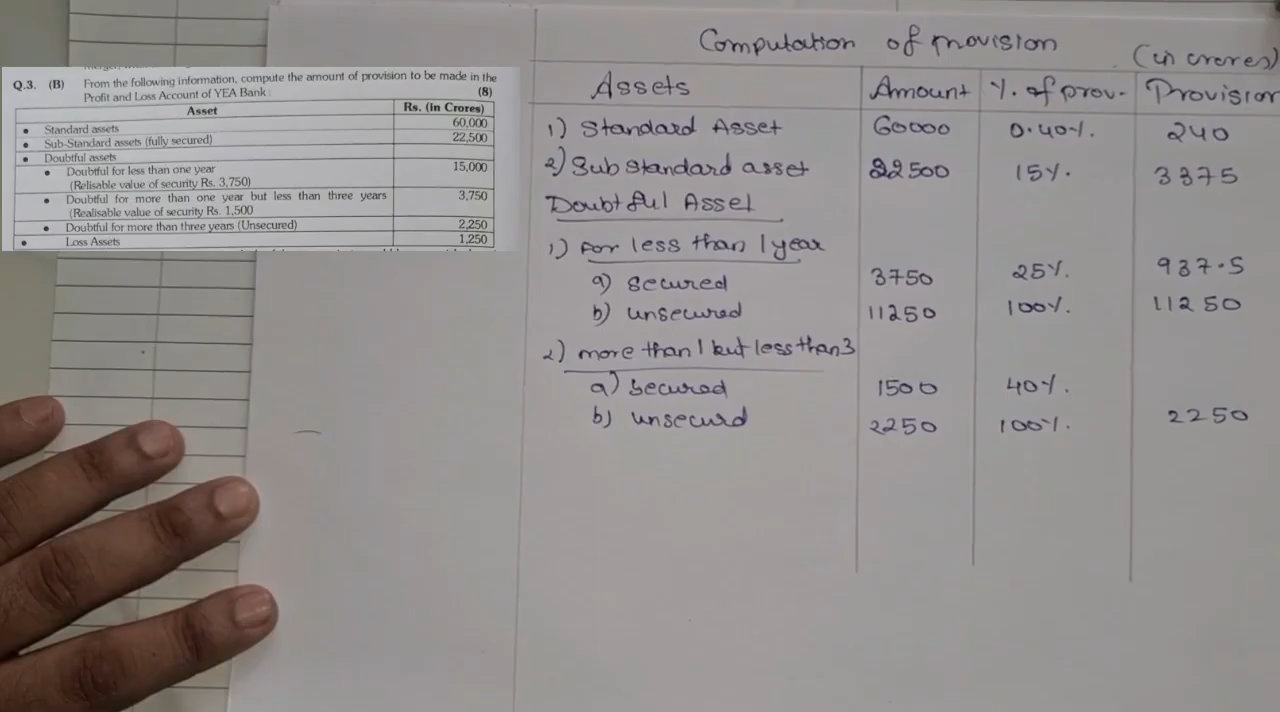 Q.3. (B) From the following information, compute the amount of provision to be made in the
Profit and Loss Account of YEA Bank (8)
Asset Rs. (in Crores)
• Standard assets 60,000
• Sub-Standard assets (fully secured) 22,500
• Doubtful assets
• Doubtful for less than one year 15,000
(Relisable value of security Rs. 3,750)
• Doubtful for more than one year but less than three years 3,750
(Realisable value of security Rs. 1,500
• Doubtful for more than three years (Unsecured) 2,250
• Loss Assets 1,250
Computation of provision
(in crores)
Assets Amount % of prov. Provision
1) Standard Asset 60000 0.40%. 240
2) Sub standard asset 22500 15%. 3375
Doubtful Asset
1) For less than 1 year
a) secured 3750 25%. 937.5
b) unsecured 11250 100%. 11250
2) more than 1 but less than 3
a) secured 1500 40%.
b) unsecurd 2250 100%. 2250